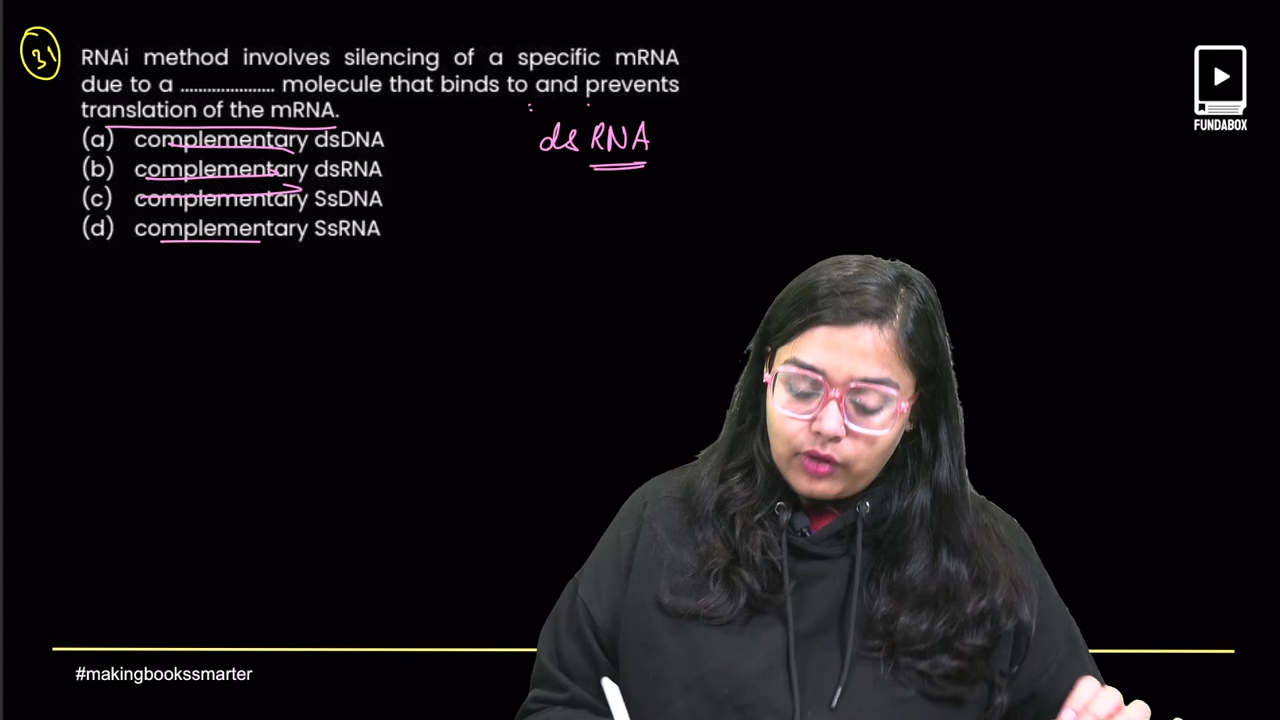 31
RNAi method involves silencing of a specific mRNA
due to a ..................... molecule that binds to and prevents
translation of the mRNA.
(a) complementary dsDNA
(b) complementary dsRNA
(c) complementary SsDNA
(d) complementary SsRNA
ds RNA
FUNDABOX
#makingbookssmarter